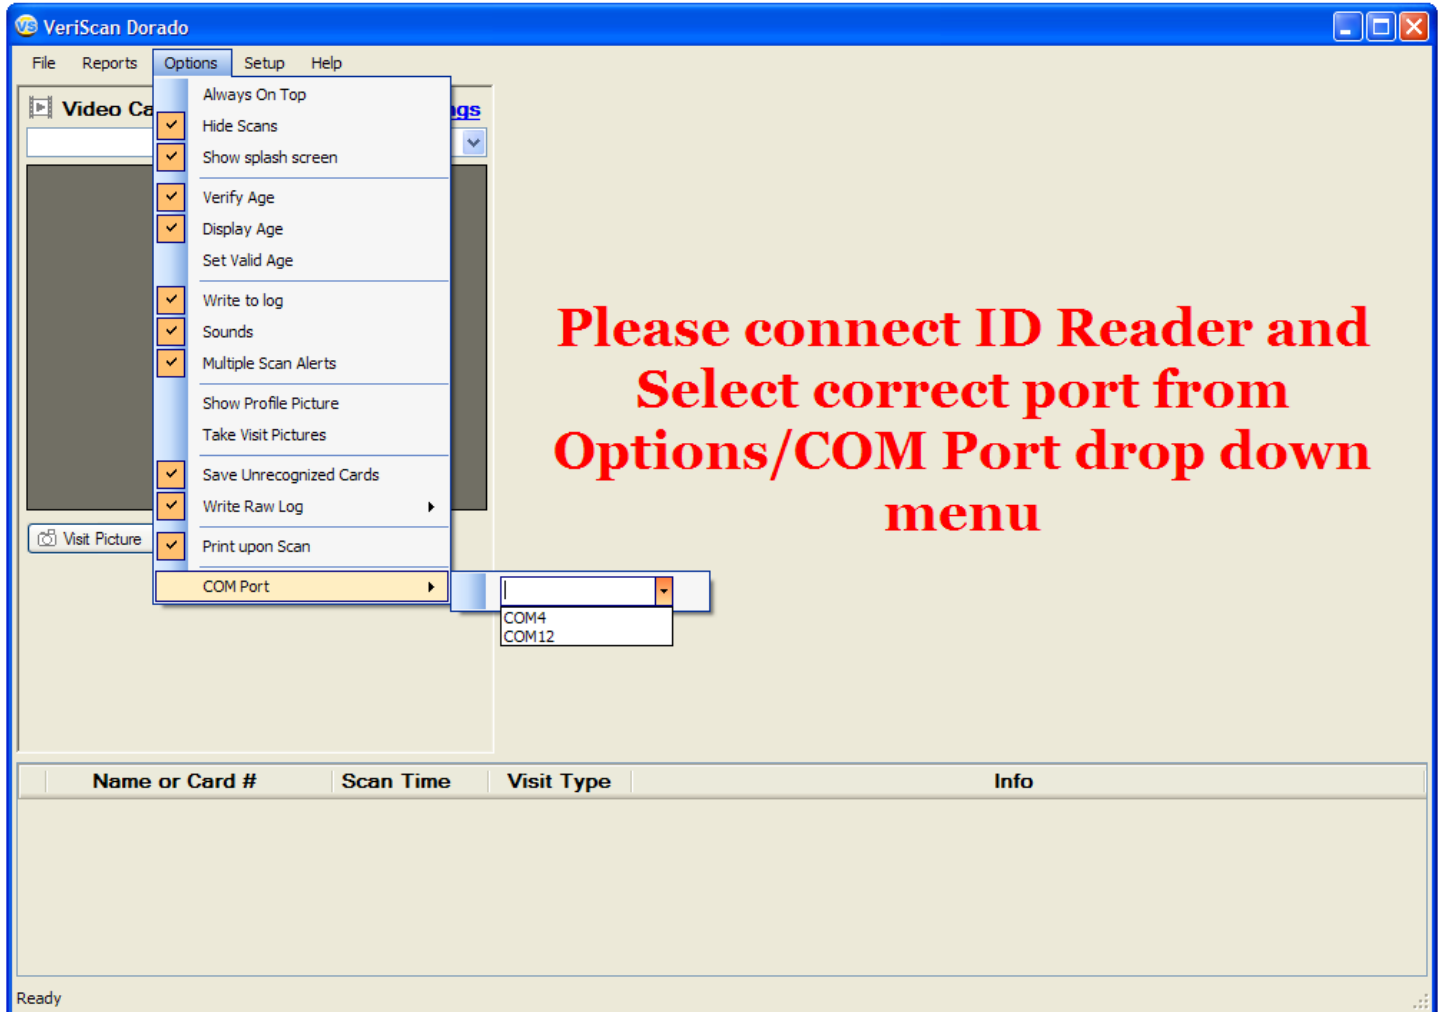 VS VeriScan Dorado
File Reports Options Setup Help
Always On Top
Hide Scans
Show splash screen
Verify Age
Display Age
Set Valid Age
Write to log
Sounds
Multiple Scan Alerts
Show Profile Picture
Take Visit Pictures
Save Unrecognized Cards
Write Raw Log
Print upon Scan
COM Port
COM4
COM12
Video Ca
ngs
Visit Picture
Please connect ID Reader and
Select correct port from
Options/COM Port drop down
menu
Name or Card # Scan Time Visit Type Info
Ready